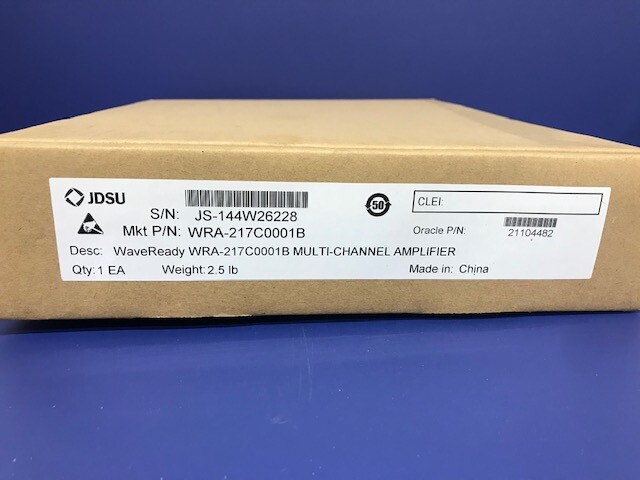 JDSU
S/N: JS-144W26228
Mkt P/N: WRA-217C0001B
50
CLEI:
Oracle P/N: 21104482
Desc: WaveReady WRA-217C0001B MULTI-CHANNEL AMPLIFIER
Qty: 1 EA Weight: 2.5 lb Made in: China